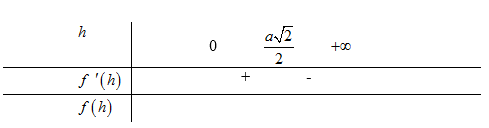 h 0 a√2/2 +∞
f '(h) + -
f(h)